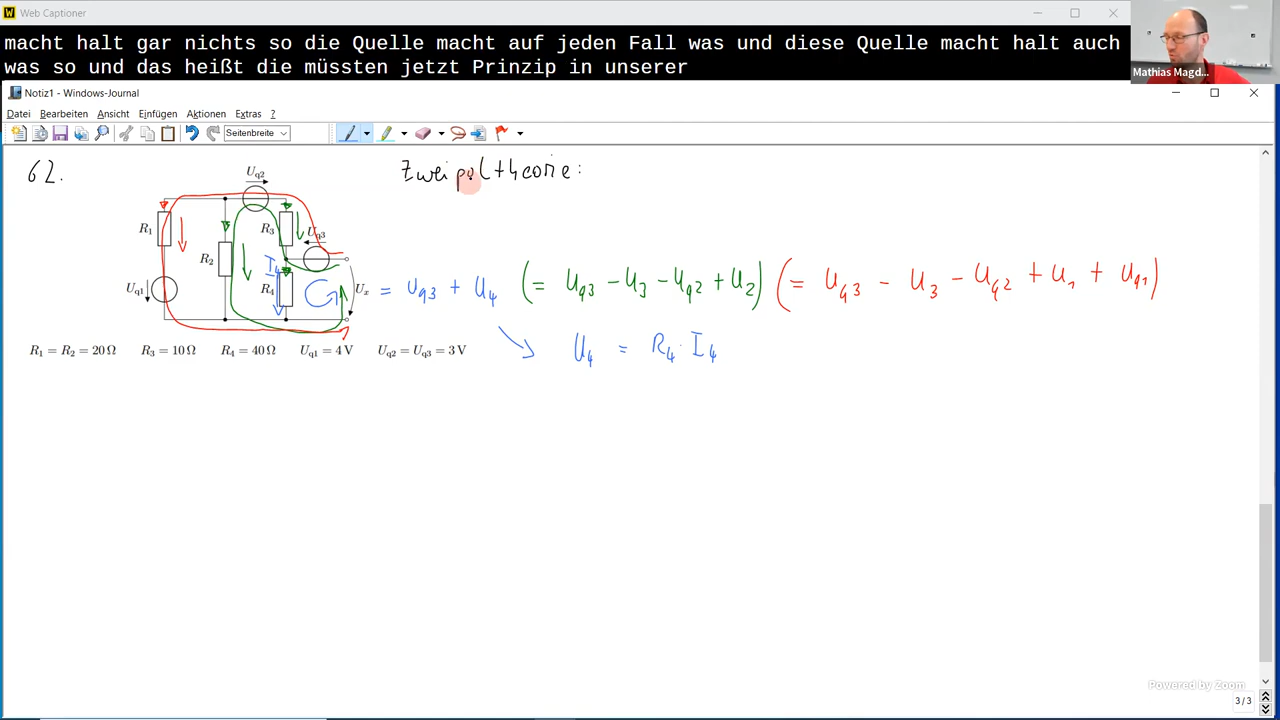 Web Captioner
macht halt gar nichts so die Quelle macht auf jeden Fall was und diese Quelle macht halt auch
was so und das heißt die müssten jetzt Prinzip in unserer
Mathias Magd...
Notiz1 - Windows-Journal
Datei Bearbeiten Ansicht Einfügen Aktionen Extras ?
Seitenbreite
62.
Zweipoltheorie:
Uq2
R1 R2 R3 Uq3
Uq1 I4 R4 Ux = Uq3 + U4 (= Uq3 - U3 - Uq2 + U2) (= Uq3 - U3 - Uq2 + U1 + Uq1)
U4 = R4 · I4
R1 = R2 = 20 Ω R3 = 10 Ω R4 = 40 Ω Uq1 = 4 V Uq2 = Uq3 = 3 V
Powered by Zoom
3/3